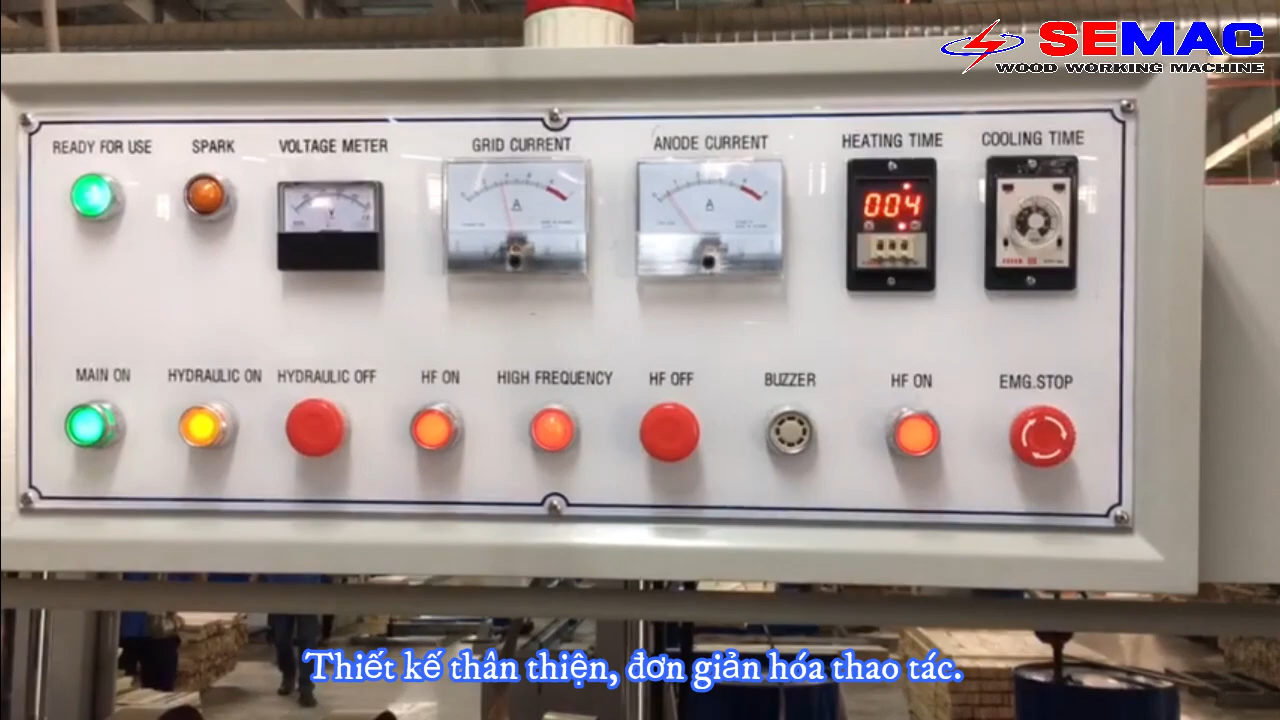 SEMAC
WOOD WORKING MACHINE
READY FOR USE
SPARK
VOLTAGE METER
GRID CURRENT
ANODE CURRENT
HEATING TIME
COOLING TIME
V
A
A
004
MAIN ON
HYDRAULIC ON
HYDRAULIC OFF
HF ON
HIGH FREQUENCY
HF OFF
BUZZER
HF ON
EMG.STOP
Thiết kế thân thiện, đơn giản hóa thao tác.